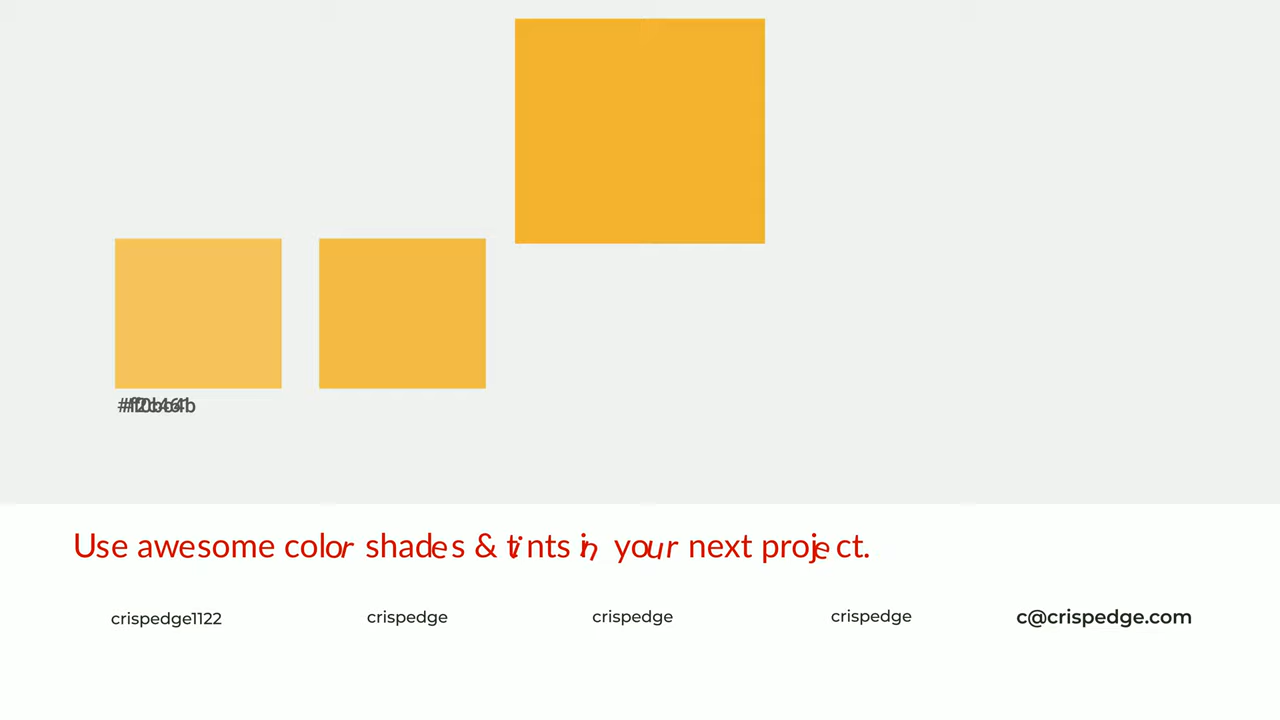 Use awesome color shades & tints in your next project.
crispedge1122 crispedge crispedge crispedge c@crispedge.com